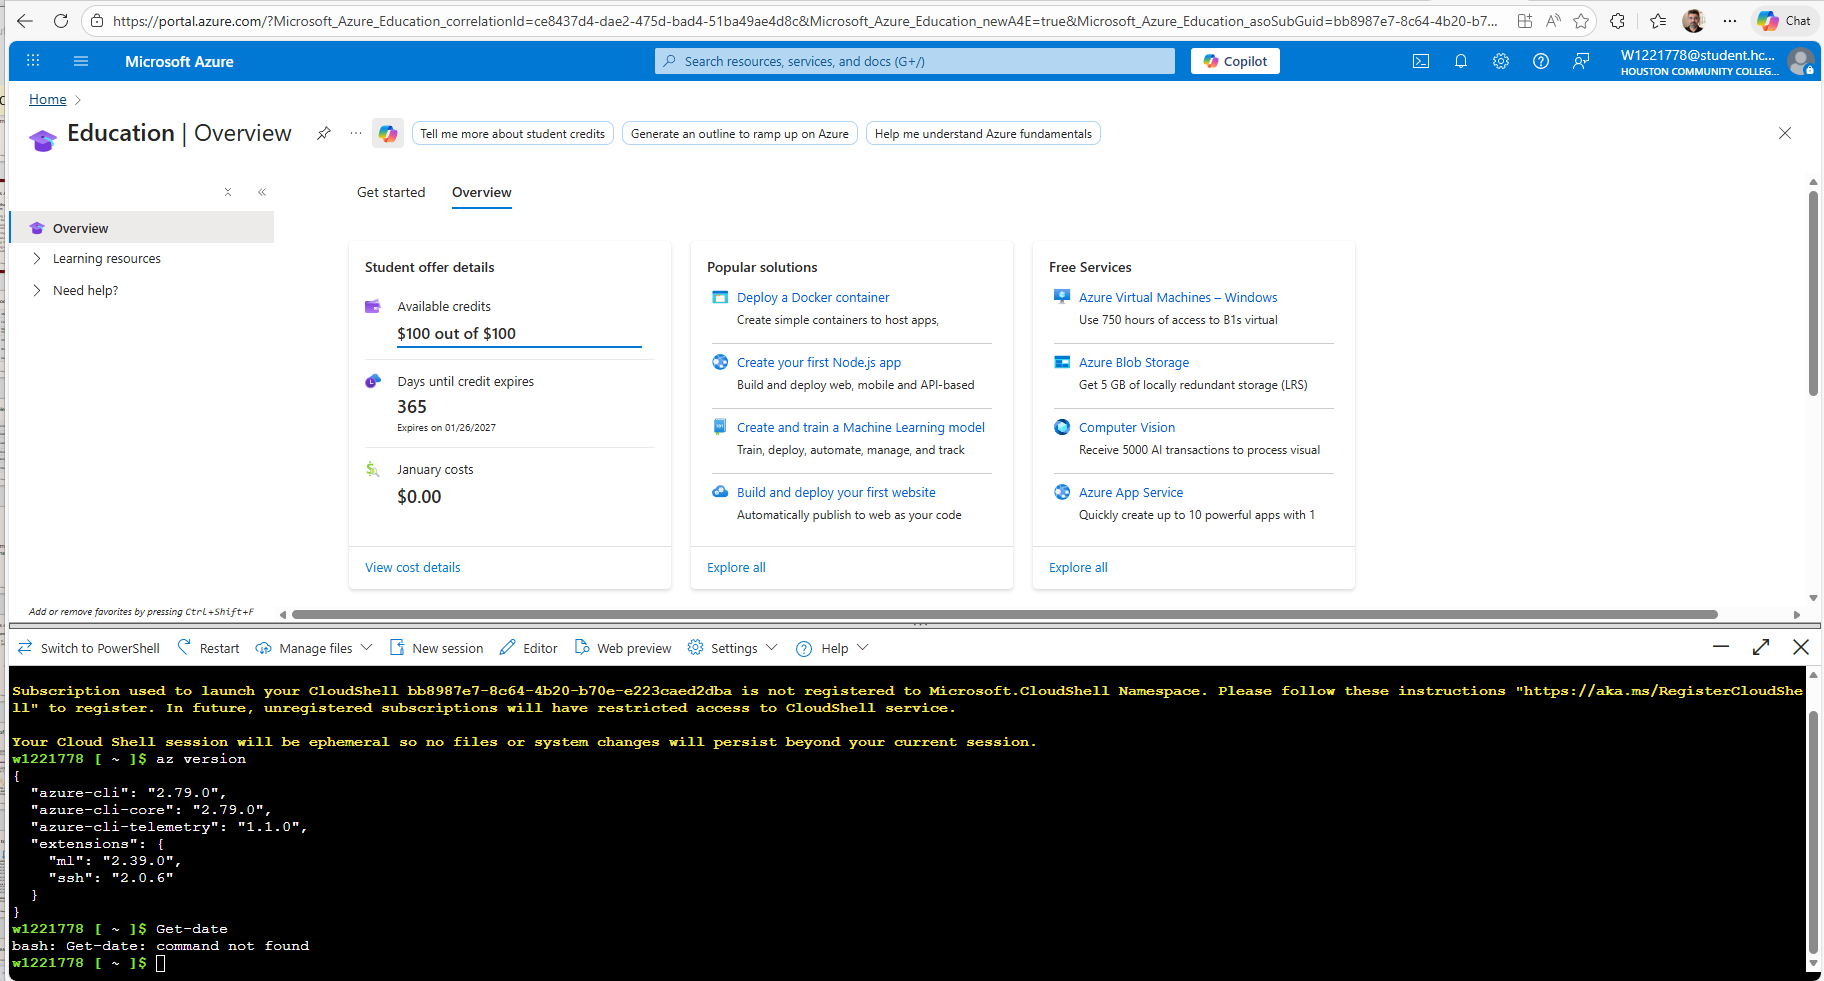 https://portal.azure.com/?Microsoft_Azure_Education_correlationId=ce8437d4-dae2-475d-bad4-51ba49ae4d8c&Microsoft_Azure_Education_newA4E=true&Microsoft_Azure_Education_asoSubGuid=bb8987e7-8c64-4b20-b7...
Chat
Microsoft Azure
Search resources, services, and docs (G+/)
Copilot
W1221778@student.hc...
HOUSTON COMMUNITY COLLEG...
Home
Education | Overview
Tell me more about student credits
Generate an outline to ramp up on Azure
Help me understand Azure fundamentals
Get started
Overview
Overview
Learning resources
Need help?
Student offer details
Available credits
$100 out of $100
Days until credit expires
365
Expires on 01/26/2027
January costs
$0.00
View cost details
Popular solutions
Deploy a Docker container
Create simple containers to host apps,
Create your first Node.js app
Build and deploy web, mobile and API-based
Create and train a Machine Learning model
Train, deploy, automate, manage, and track
Build and deploy your first website
Automatically publish to web as your code
Explore all
Free Services
Azure Virtual Machines – Windows
Use 750 hours of access to B1s virtual
Azure Blob Storage
Get 5 GB of locally redundant storage (LRS)
Computer Vision
Receive 5000 AI transactions to process visual
Azure App Service
Quickly create up to 10 powerful apps with 1
Explore all
Add or remove favorites by pressing Ctrl+Shift+F
Switch to PowerShell
Restart
Manage files
New session
Editor
Web preview
Settings
Help
Subscription used to launch your CloudShell bb8987e7-8c64-4b20-b70e-e223caed2dba is not registered to Microsoft.CloudShell Namespace. Please follow these instructions "https://aka.ms/RegisterCloudShe
ll" to register. In future, unregistered subscriptions will have restricted access to CloudShell service.
Your Cloud Shell session will be ephemeral so no files or system changes will persist beyond your current session.
w1221778 [ ~ ]$ az version
{
"azure-cli": "2.79.0",
"azure-cli-core": "2.79.0",
"azure-cli-telemetry": "1.1.0",
"extensions": {
"ml": "2.39.0",
"ssh": "2.0.6"
}
}
w1221778 [ ~ ]$ Get-date
bash: Get-date: command not found
w1221778 [ ~ ]$